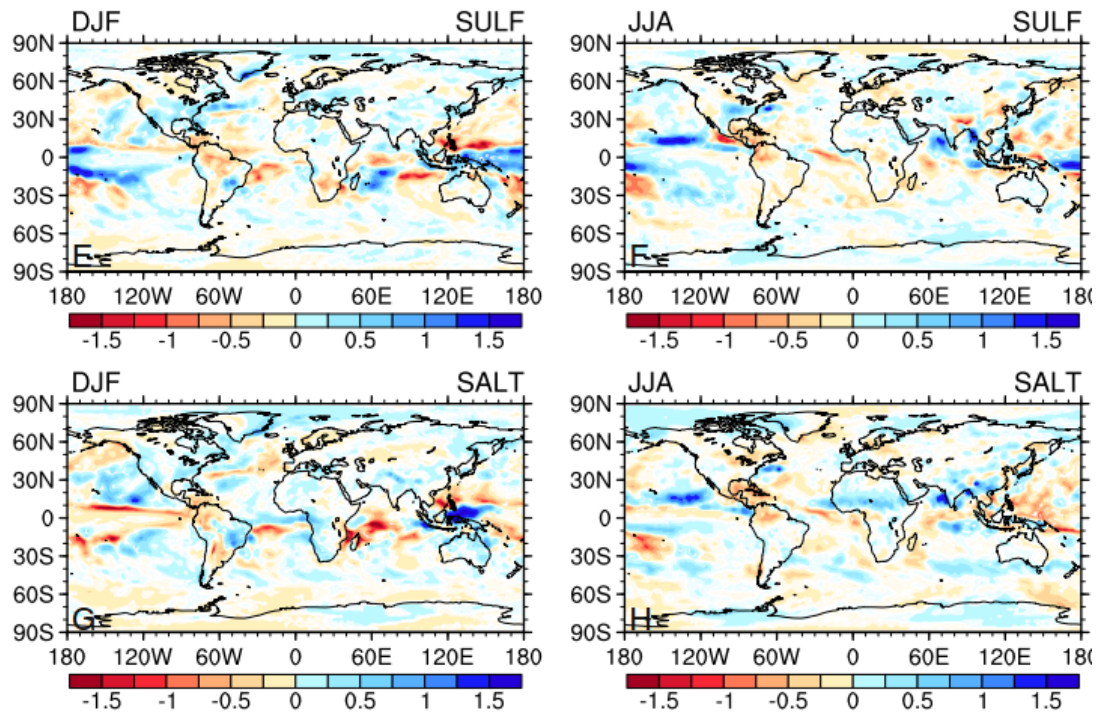 DJF SULF JJA SULF
90N 90N
60N 60N
30N 30N
0 0
30S 30S
60S 60S
E F
90S 90S
180 120W 60W 0 60E 120E 180 180 120W 60W 0 60E 120E 180
-1.5 -1 -0.5 0 0.5 1 1.5 -1.5 -1 -0.5 0 0.5 1 1.5
DJF SALT JJA SALT
90N 90N
60N 60N
30N 30N
0 0
30S 30S
60S 60S
G H
90S 90S
180 120W 60W 0 60E 120E 180 180 120W 60W 0 60E 120E 180
-1.5 -1 -0.5 0 0.5 1 1.5 -1.5 -1 -0.5 0 0.5 1 1.5